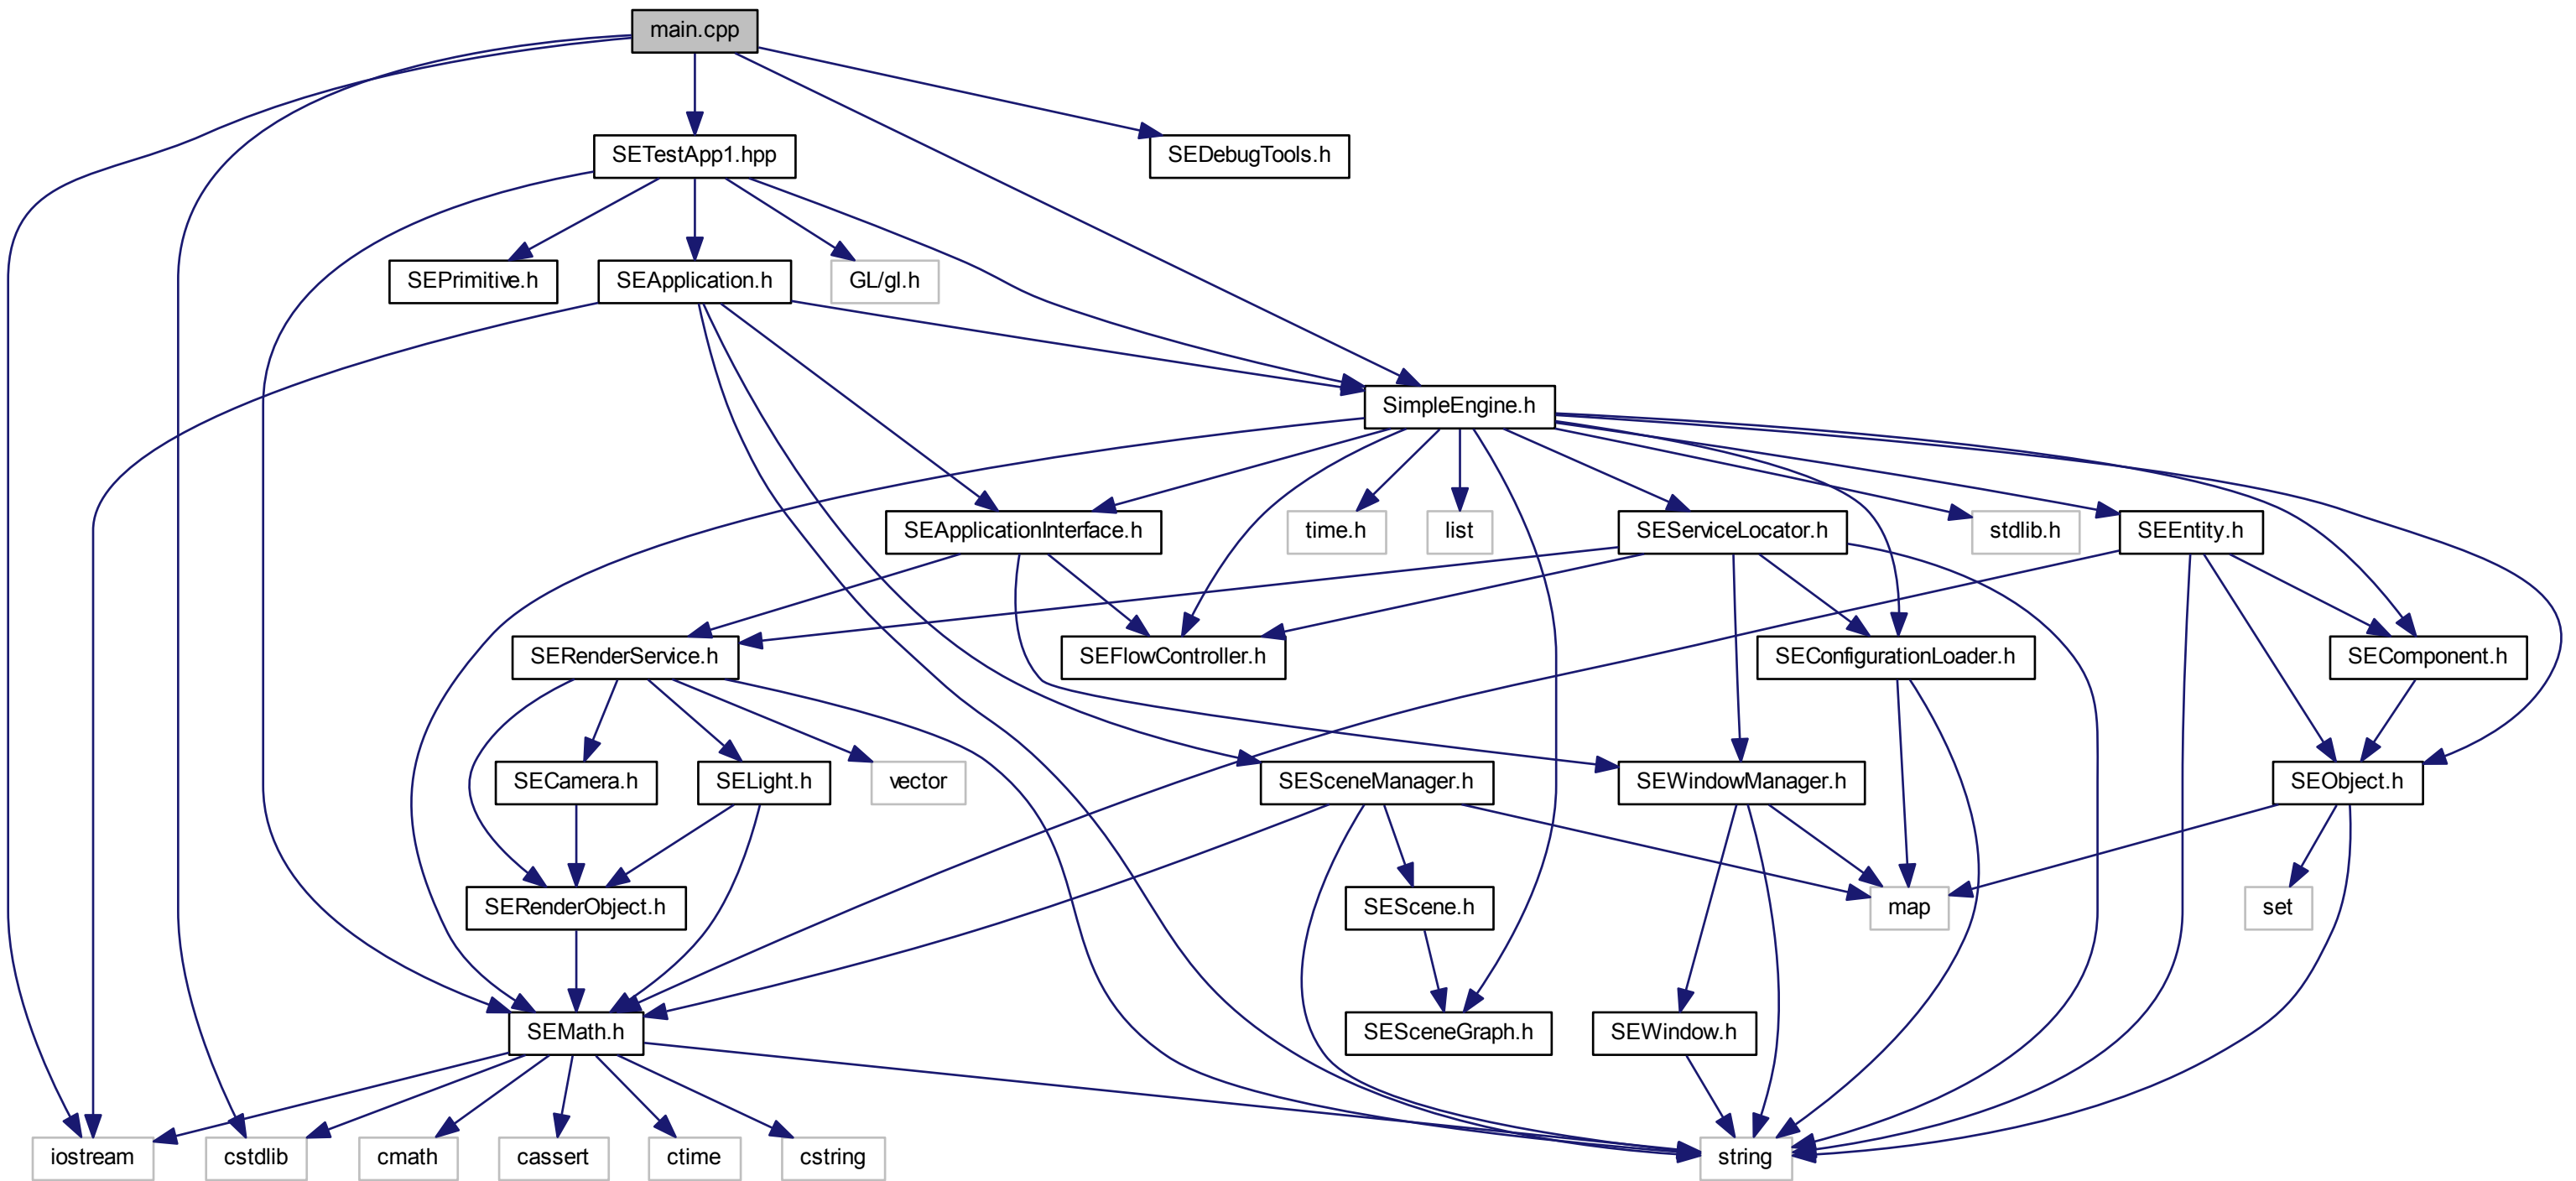 main.cpp
SETestApp1.hpp
SEDebugTools.h
SEPrimitive.h
SEApplication.h
GL/gl.h
SimpleEngine.h
SEApplicationInterface.h
time.h
list
SEServiceLocator.h
stdlib.h
SEEntity.h
SERenderService.h
SEFlowController.h
SEConfigurationLoader.h
SEComponent.h
SECamera.h
SELight.h
vector
SESceneManager.h
SEWindowManager.h
SEObject.h
SERenderObject.h
SEScene.h
map
set
SEMath.h
SESceneGraph.h
SEWindow.h
iostream
cstdlib
cmath
cassert
ctime
cstring
string